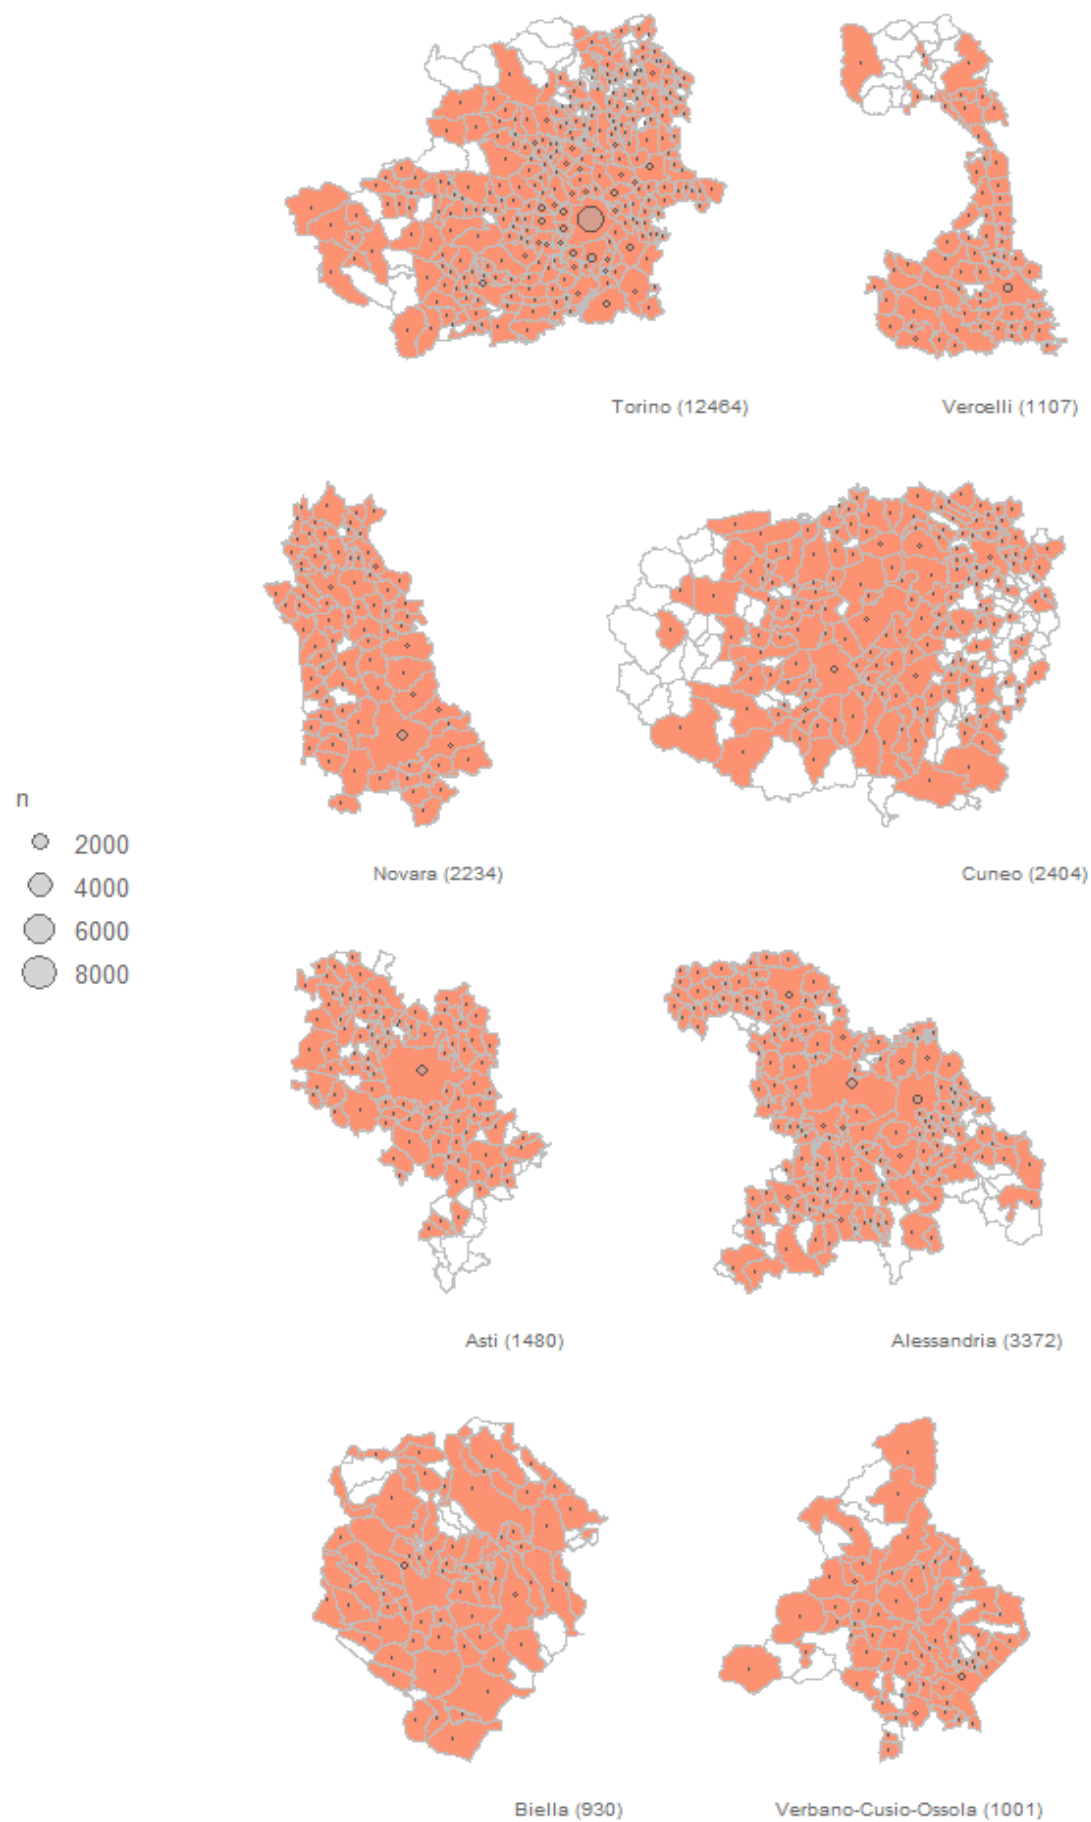 Torino (12464)
Vercelli (1107)
Novara (2234)
Cuneo (2404)
n
2000
4000
6000
8000
Asti (1480)
Alessandria (3372)
Biella (930)
Verbano-Cusio-Ossola (1001)